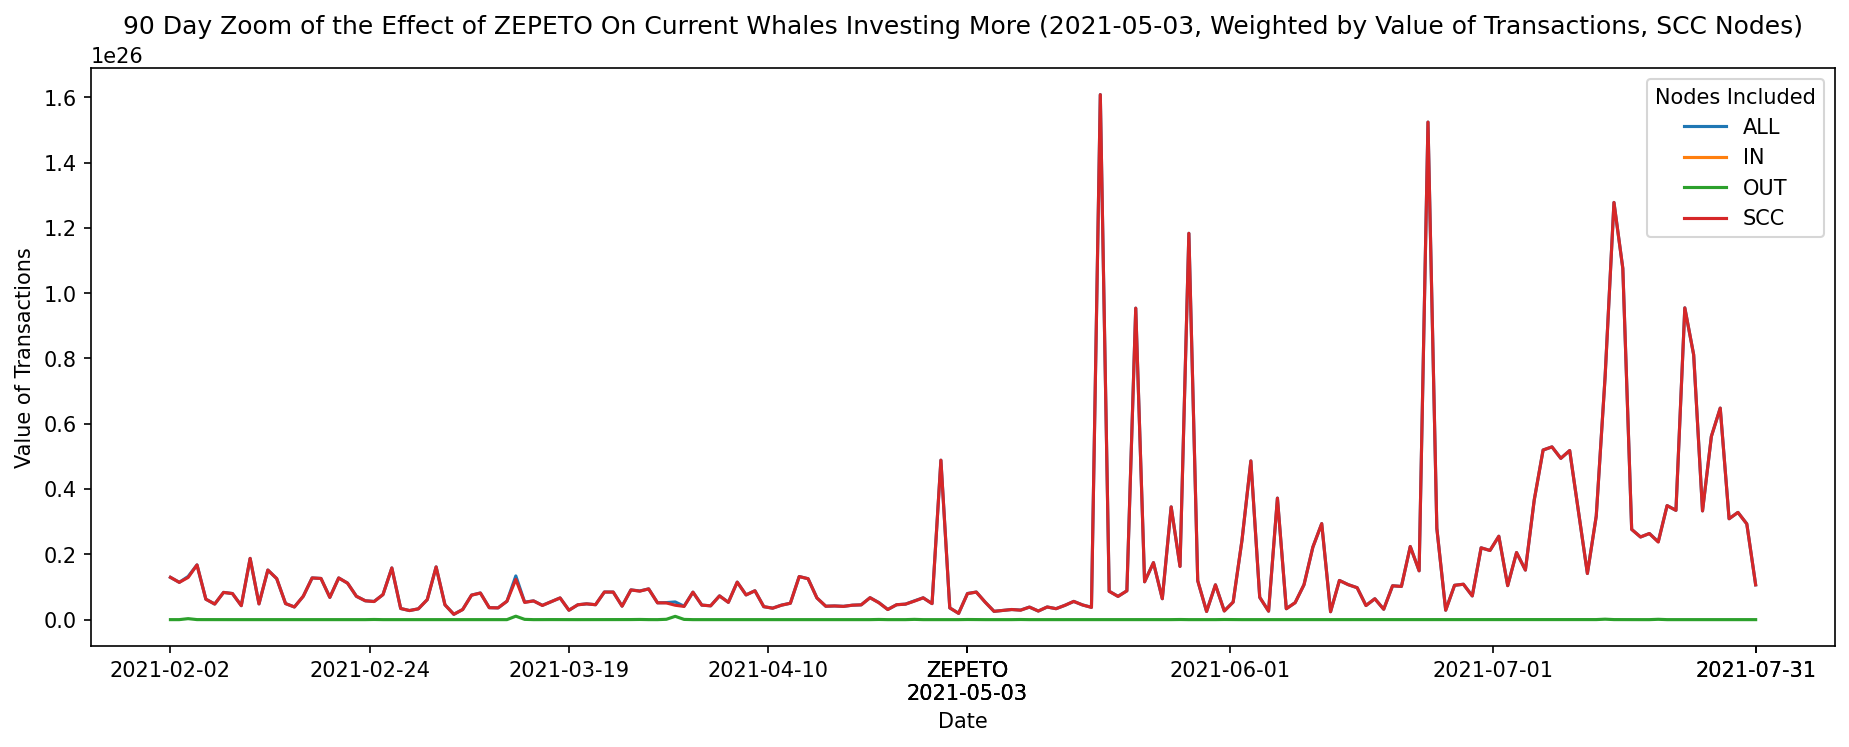 90 Day Zoom of the Effect of ZEPETO On Current Whales Investing More (2021-05-03, Weighted by Value of Transactions, SCC Nodes)
1e26
1.6
1.4
1.2
1.0
0.8
0.6
0.4
0.2
0.0
Value of Transactions
Nodes Included
ALL
IN
OUT
SCC
2021-02-02
2021-02-24
2021-03-19
2021-04-10
ZEPETO
2021-05-03
2021-06-01
2021-07-01
2021-07-31
Date